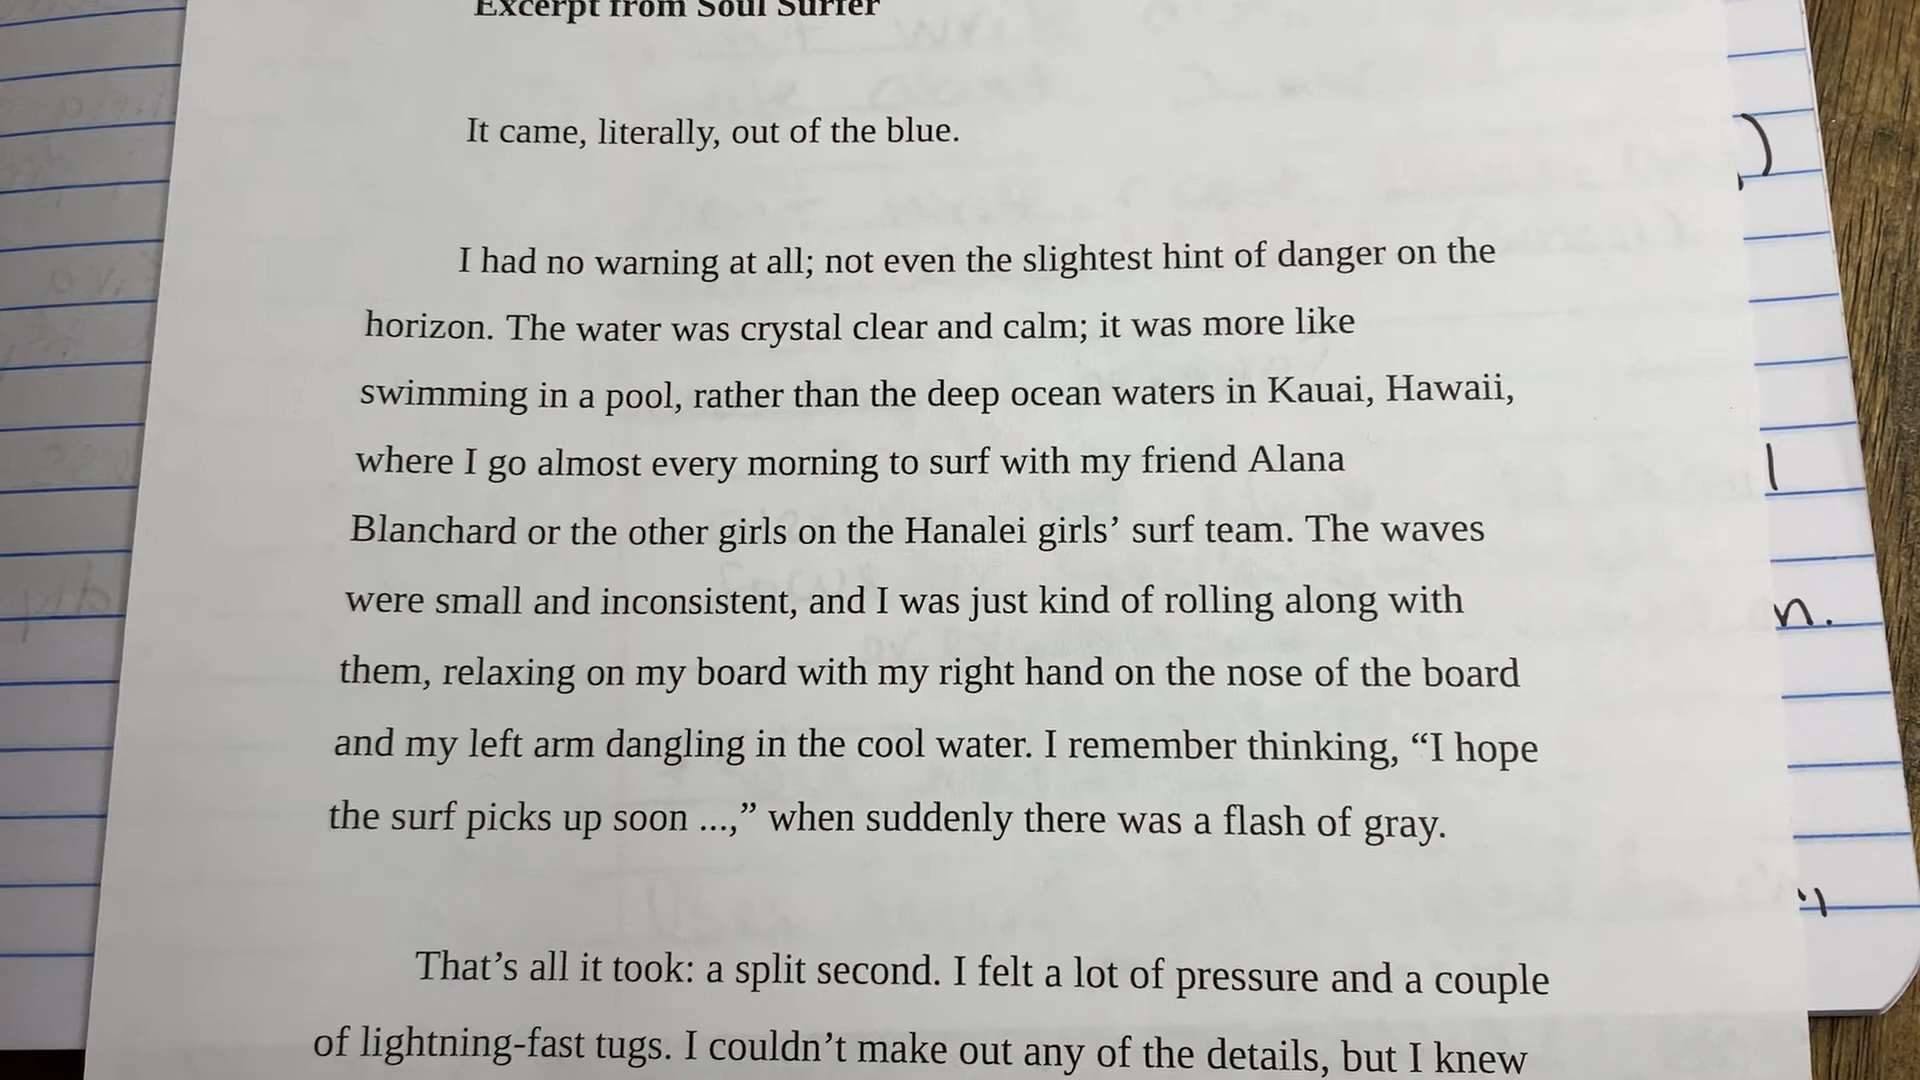 Excerpt from Soul Surfer
It came, literally, out of the blue.
I had no warning at all; not even the slightest hint of danger on the
horizon. The water was crystal clear and calm; it was more like
swimming in a pool, rather than the deep ocean waters in Kauai, Hawaii,
where I go almost every morning to surf with my friend Alana
Blanchard or the other girls on the Hanalei girls’ surf team. The waves
were small and inconsistent, and I was just kind of rolling along with
them, relaxing on my board with my right hand on the nose of the board
and my left arm dangling in the cool water. I remember thinking, “I hope
the surf picks up soon ...,” when suddenly there was a flash of gray.
That’s all it took: a split second. I felt a lot of pressure and a couple
of lightning-fast tugs. I couldn’t make out any of the details, but I knew